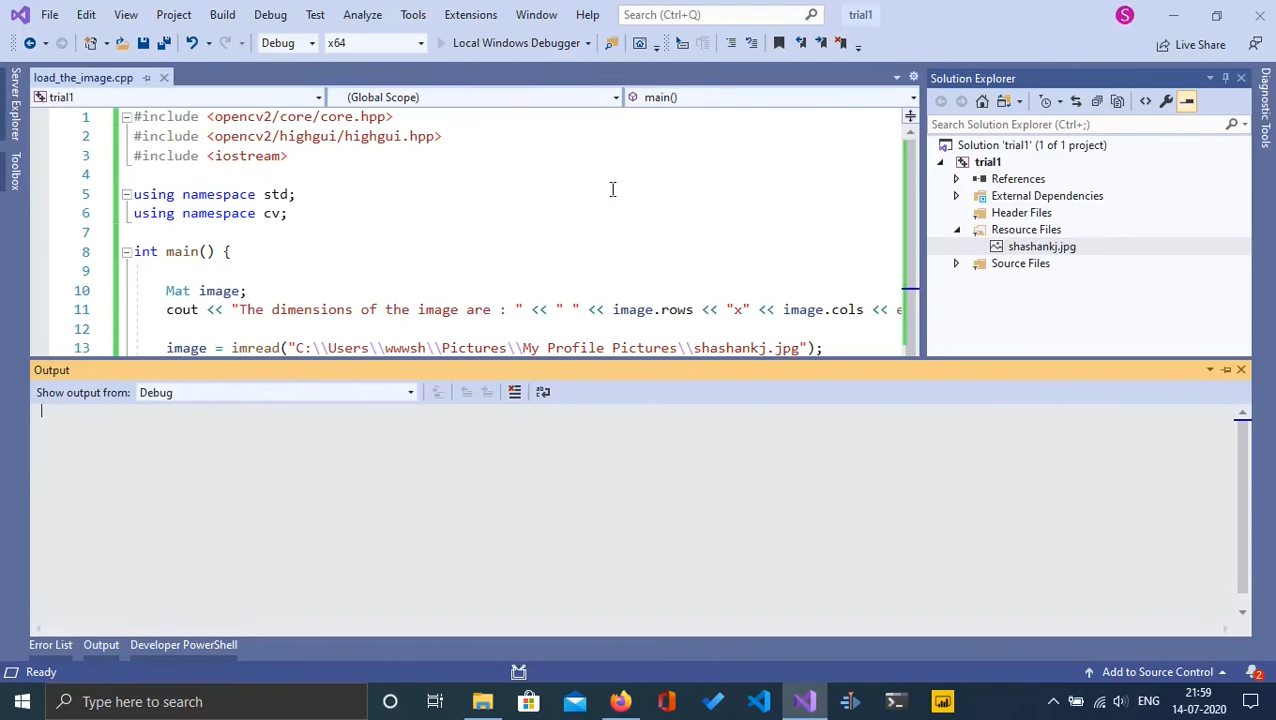 File Edit View Project Build Debug Test Analyze Tools Extensions Window Help Search (Ctrl+Q) trial1 S
Debug x64 Local Windows Debugger Live Share
load_the_image.cpp
trial1 (Global Scope) main()
1 #include <opencv2/core/core.hpp>
2 #include <opencv2/highgui/highgui.hpp>
3 #include <iostream>
4
5 using namespace std;
6 using namespace cv;
7
8 int main() {
9
10 Mat image;
11 cout << "The dimensions of the image are : " << " " << image.rows << "x" << image.cols << e
12
13 image = imread("C:\\Users\\wwwsh\\Pictures\\My Profile Pictures\\shashankj.jpg");
Server Explorer
Toolbox
Solution Explorer
Search Solution Explorer (Ctrl+;)
Solution 'trial1' (1 of 1 project)
trial1
References
External Dependencies
Header Files
Resource Files
shashankj.jpg
Source Files
Diagnostic Tools
Output
Show output from: Debug
Error List Output Developer PowerShell
Ready Add to Source Control 2
Type here to search ENG 21:59
14-07-2020